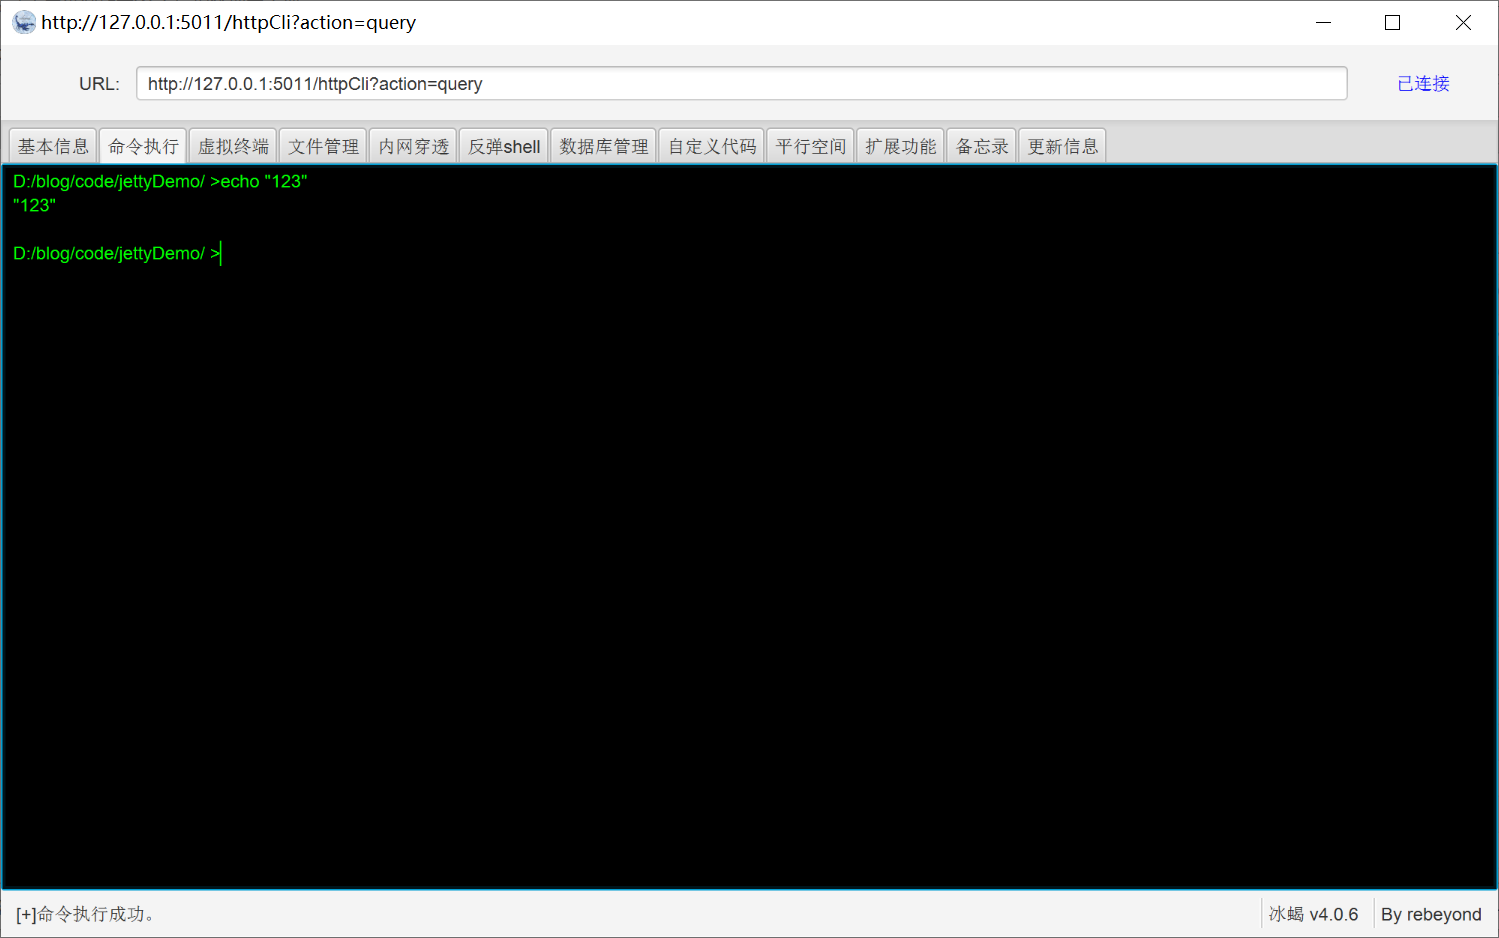 http://127.0.0.1:5011/httpCli?action=query
URL: http://127.0.0.1:5011/httpCli?action=query 已连接
基本信息 命令执行 虚拟终端 文件管理 内网穿透 反弹shell 数据库管理 自定义代码 平行空间 扩展功能 备忘录 更新信息
D:/blog/code/jettyDemo/ >echo "123"
"123"
D:/blog/code/jettyDemo/ >
[+]命令执行成功。 冰蝎 v4.0.6 By rebeyond